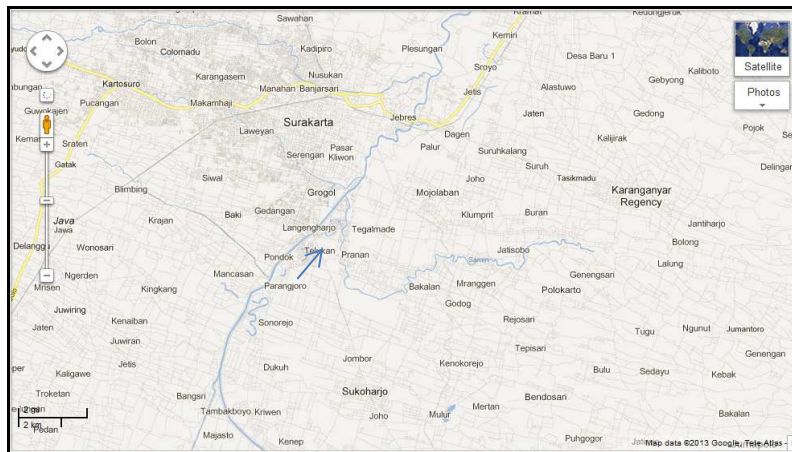 Sawahan
Kramat
Kedungjeruk
Kemiri
Bolon
Kadipiro
Plesungan
Colomadu
Desa Baru 1
Sroyo
Kaliboto
Satellite
Karangasem
Nusukan
Gebyong
Kartosuro
Manahan
Banjarsari
Jetis
Alastuwo
Photos
Pucangan
Makamhaji
Guwokajen
Jebres
Jaten
Gedong
Surakarta
Laweyan
Dagen
Pojok
Sraten
Pasar
Kliwon
Palur
Kalijirak
Serengan
Suruhkalang
Gatak
Suruh
Delingan
Siwal
Joho
Tasikmadu
Blimbing
Grogol
Mojolaban
Karanganyar
Regency
Gedangan
Java
Jawa
Krajan
Baki
Klumprit
Buran
Langenharjo
Tegalmade
Jantiharjo
Wonosari
Telukan
Jatisobo
Bolong
Pondok
Pranan
Samin
Lalung
Ngerden
Mancasan
Genengsari
Mrisen
Kingkang
Parangjoro
Bakalan
Mranggen
Polokarto
Godog
Juwiring
Kenaiban
Sonorejo
Rejosari
Jaten
Tugu
Ngunut
Jumantoro
Juwiran
Tepisari
Genengan
Jetis
Dukuh
Jombor
Kenokorejo
Bulu
Sedayu
Kebak
Kaligawe
Troketan
Bangsri
Sukoharjo
Bendosari
2 mi
Tambakboyo
Kriwen
Joho
Mulur
Mertan
Bakalan
2 km
Pedan
Majasto
Kenep
Puhgogor
Map data ©2013 Google, Tele Atlas -